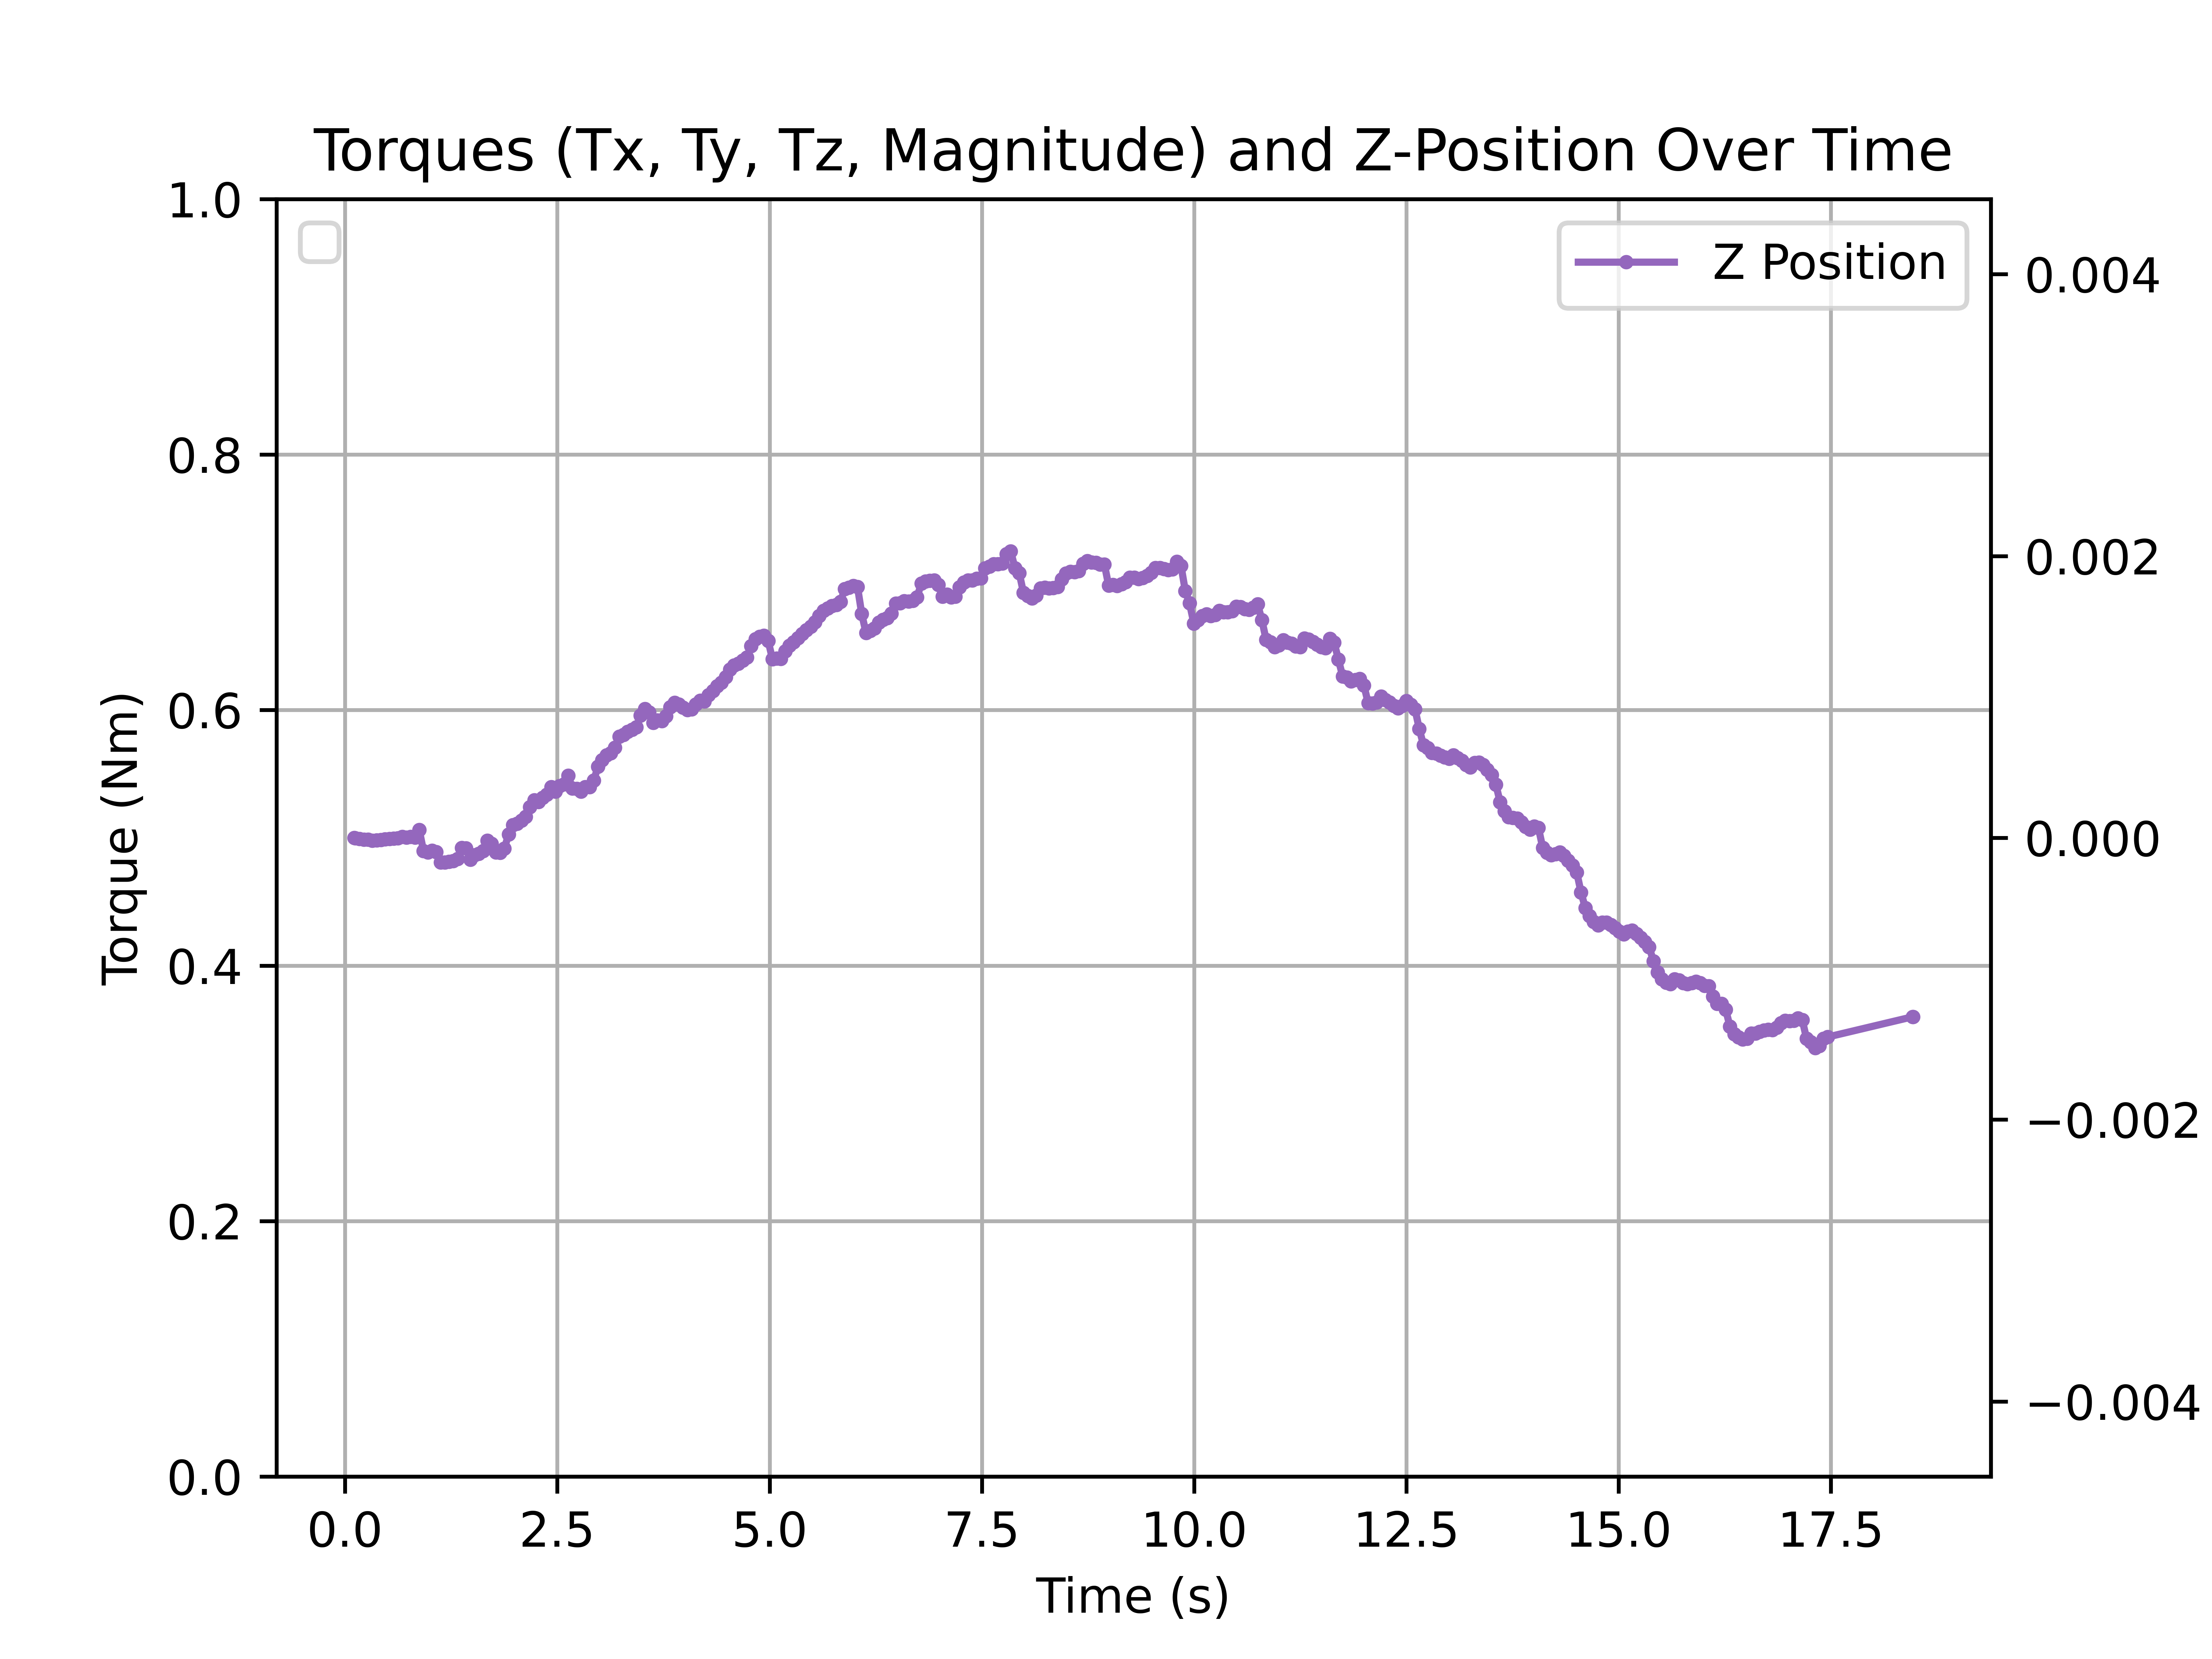 Torques (Tx, Ty, Tz, Magnitude) and Z-Position Over Time
Z Position
Torque (Nm)
1.0
0.8
0.6
0.4
0.2
0.0
0.004
0.002
0.000
−0.002
−0.004
0.0 2.5 5.0 7.5 10.0 12.5 15.0 17.5
Time (s)